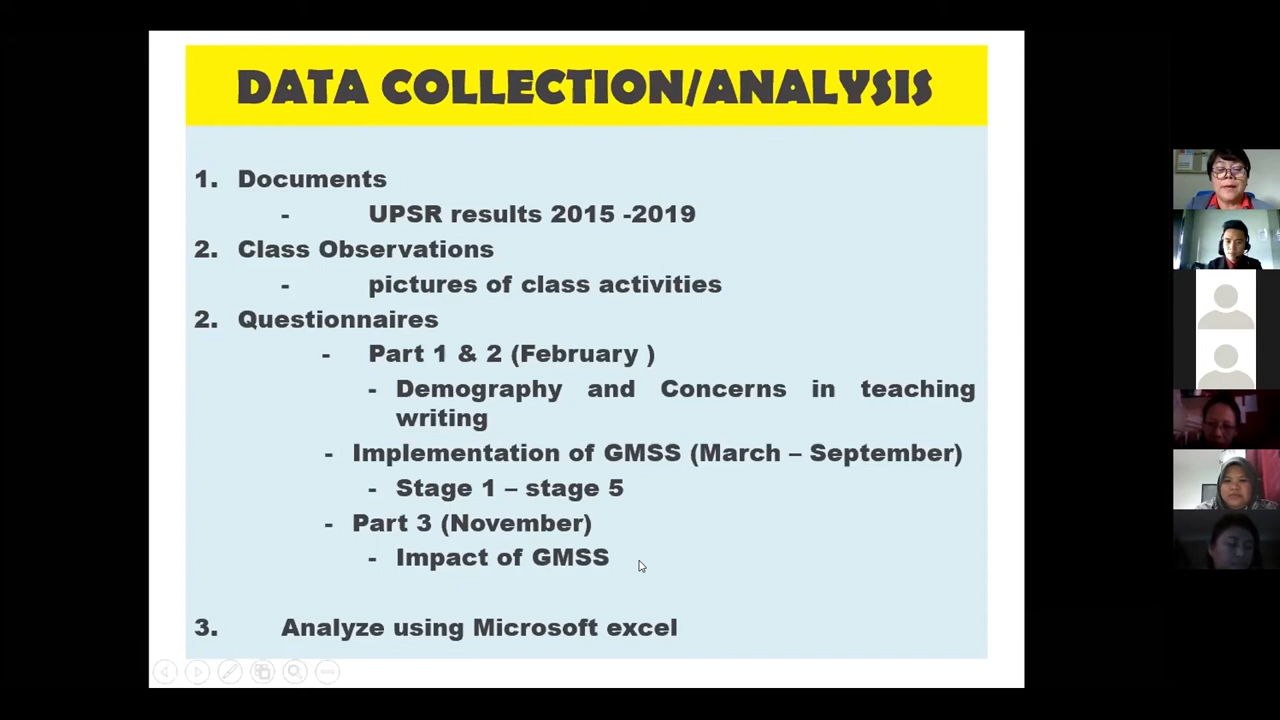 DATA COLLECTION/ANALYSIS
1. Documents
- UPSR results 2015 -2019
2. Class Observations
- pictures of class activities
2. Questionnaires
- Part 1 & 2 (February )
- Demography and Concerns in teaching
writing
- Implementation of GMSS (March – September)
- Stage 1 – stage 5
- Part 3 (November)
- Impact of GMSS
3. Analyze using Microsoft excel